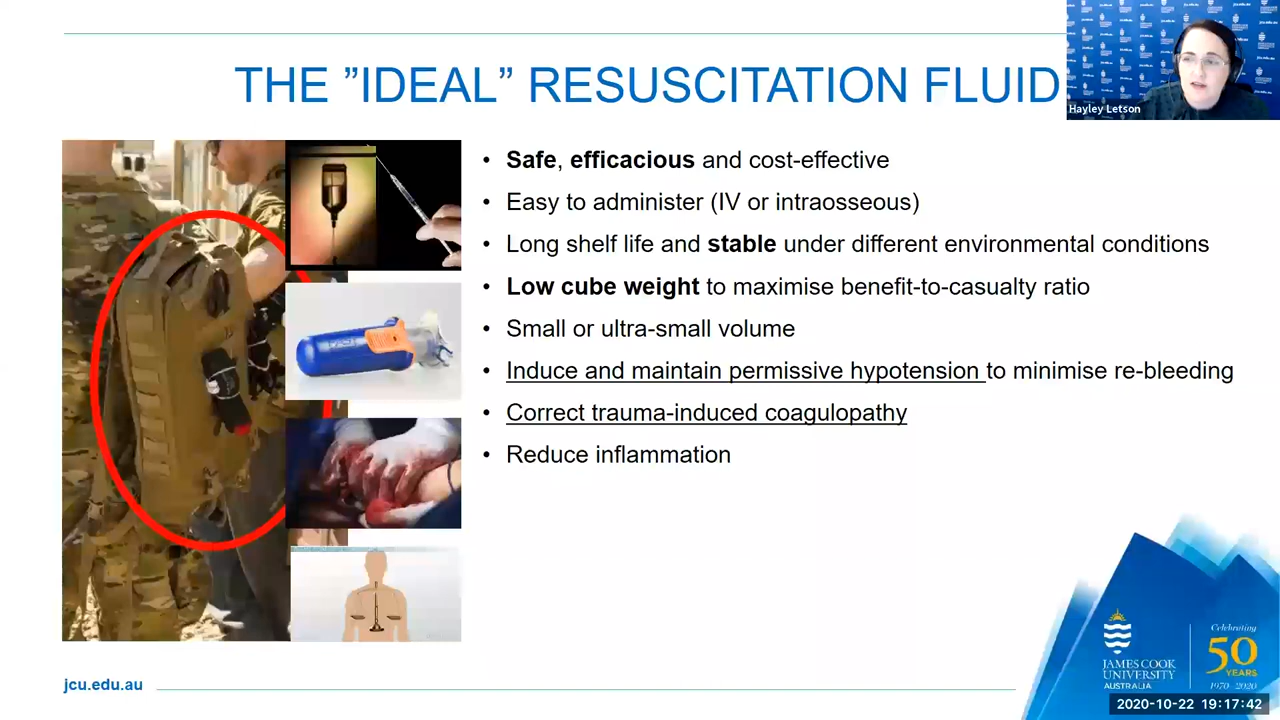 THE ”IDEAL” RESUSCITATION FLUID
Hayley Letson
• Safe, efficacious and cost-effective
• Easy to administer (IV or intraosseous)
• Long shelf life and stable under different environmental conditions
• Low cube weight to maximise benefit-to-casualty ratio
• Small or ultra-small volume
• Induce and maintain permissive hypotension to minimise re-bleeding
• Correct trauma-induced coagulopathy
• Reduce inflammation
Celebrating
50
YEARS
1970-2020
JAMES COOK
UNIVERSITY
AUSTRALIA
jcu.edu.au
2020-10-22 19:17:42